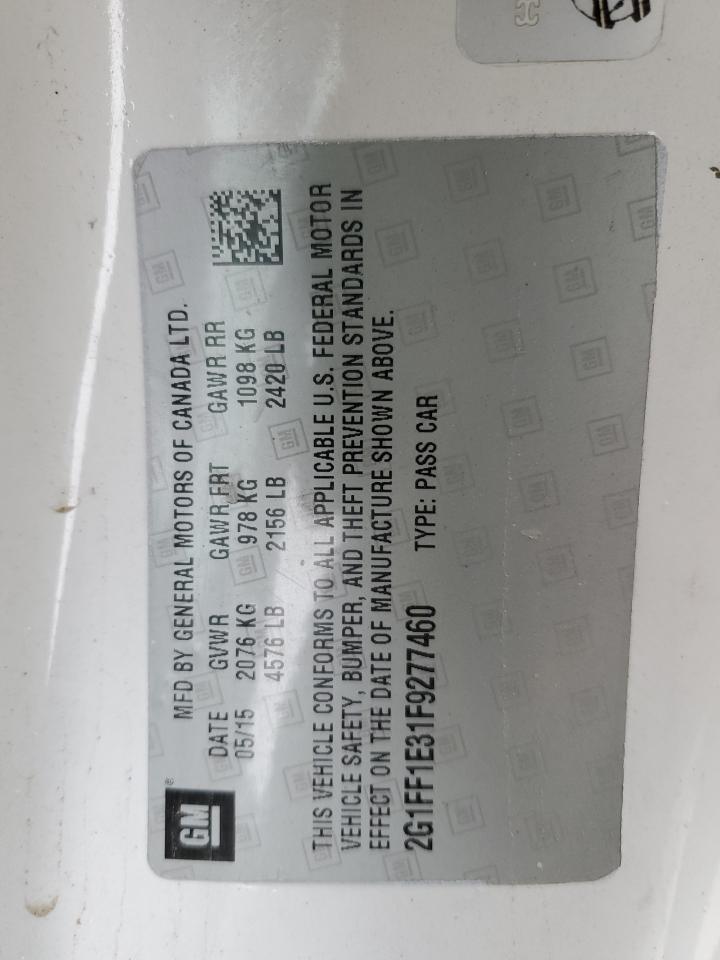 GM
MFD BY GENERAL MOTORS OF CANADA LTD.
DATE GVWR GAWR FRT GAWR RR
05/15 2076 KG 978 KG 1098 KG
4576 LB 2156 LB 2420 LB
THIS VEHICLE CONFORMS TO ALL APPLICABLE U.S. FEDERAL MOTOR
VEHICLE SAFETY, BUMPER, AND THEFT PREVENTION STANDARDS IN
EFFECT ON THE DATE OF MANUFACTURE SHOWN ABOVE.
2G1FF1E31F9277460 TYPE: PASS CAR